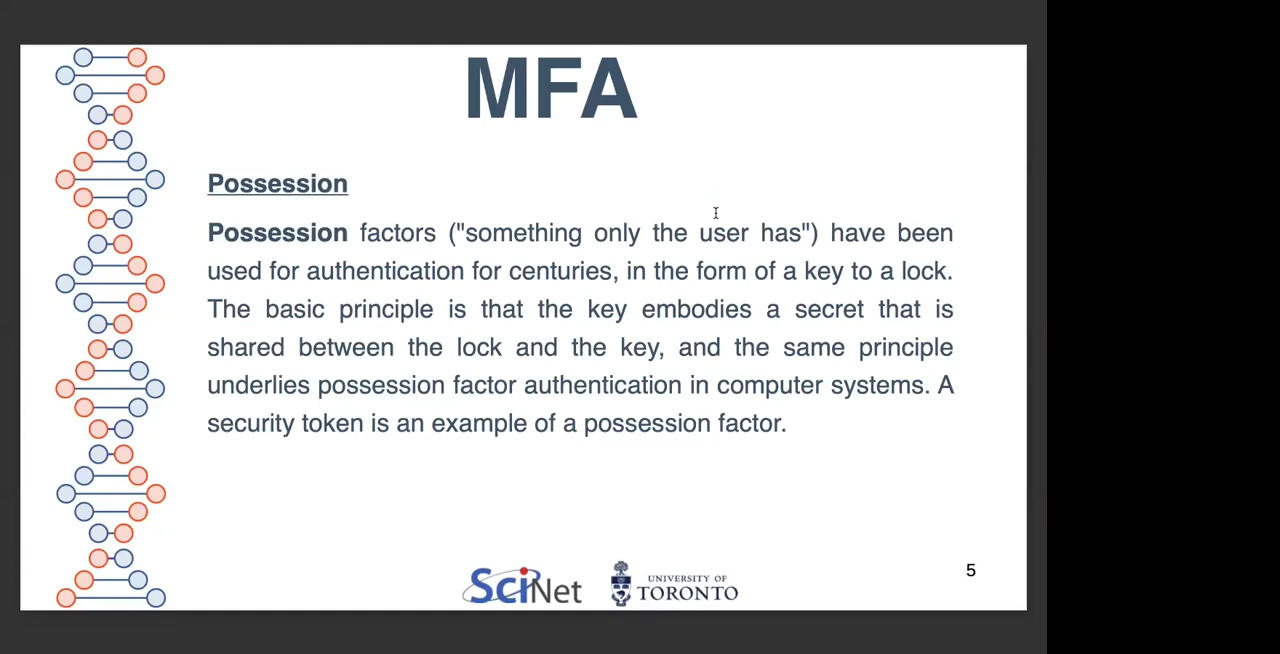 MFA
Possession
Possession factors ("something only the user has") have been
used for authentication for centuries, in the form of a key to a lock.
The basic principle is that the key embodies a secret that is
shared between the lock and the key, and the same principle
underlies possession factor authentication in computer systems. A
security token is an example of a possession factor.
5
SciNet
UNIVERSITY OF
TORONTO